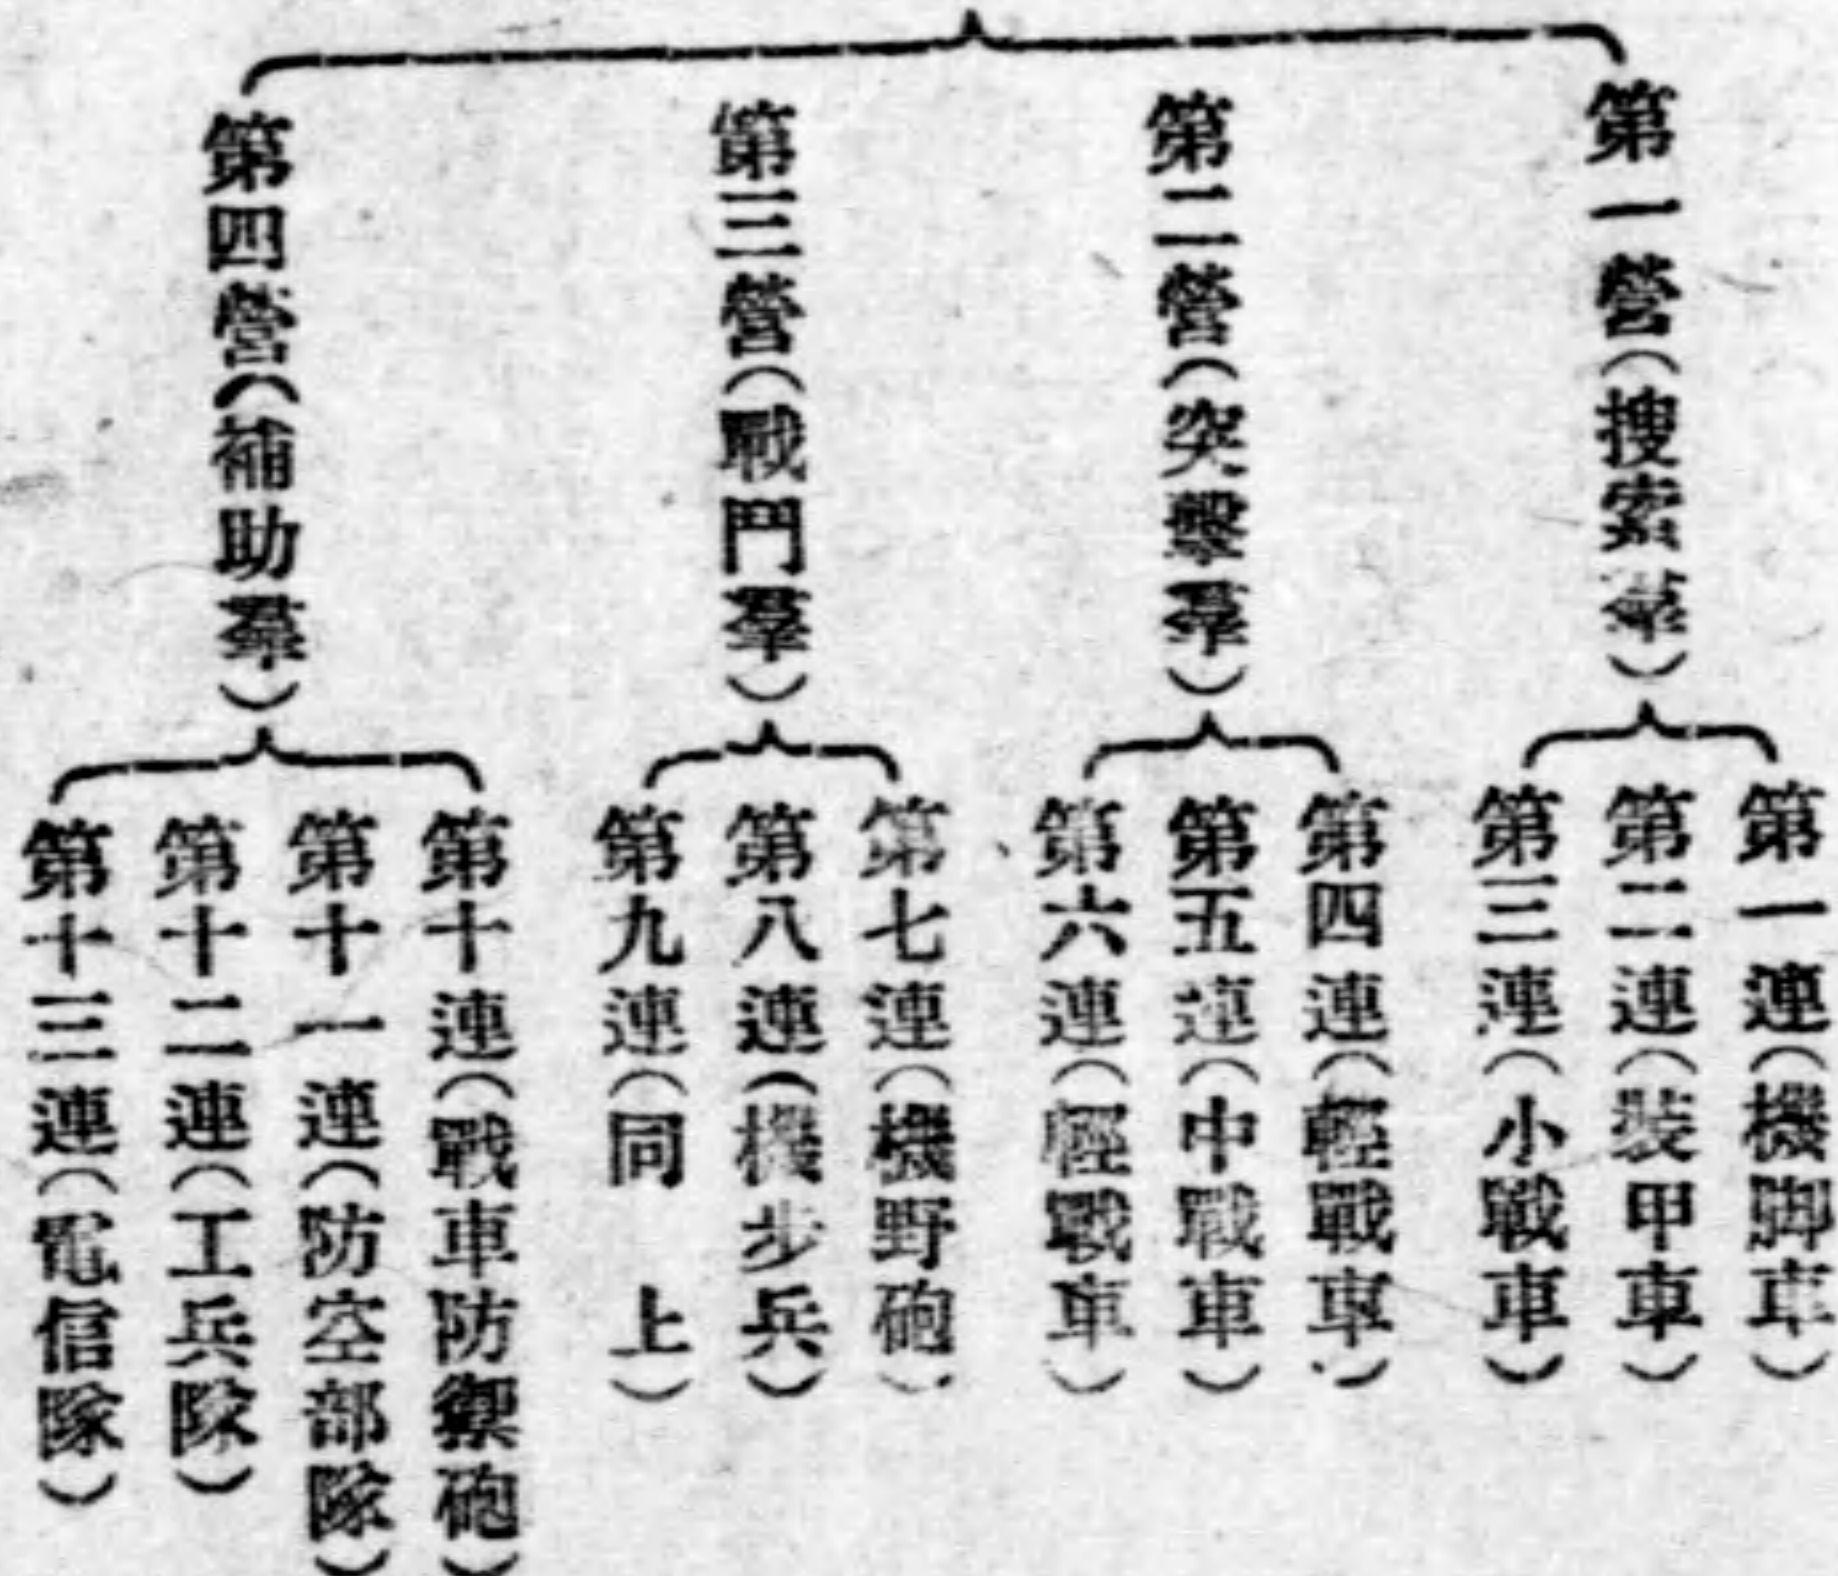 第一營(搜索羣)
第一連(機脚車)
第二連(裝甲車)
第三連(小戰車)
第二營(突擊羣)
第四連(輕戰車)
第五連(中戰車)
第六連(輕戰車)
第三營(戰鬥羣)
第七連(機野砲)
第八連(機步兵)
第九連(同 上)
第四營(補助羣)
第十連(戰車防禦砲)
第十一連(防空部隊)
第十二連(工兵隊)
第十三連(電信隊)